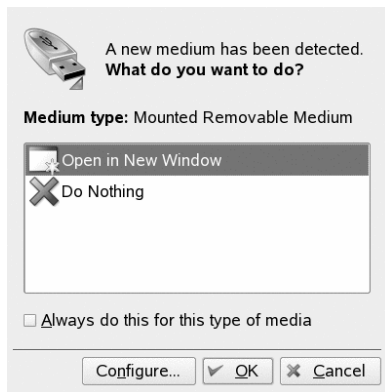 A new medium has been detected.
What do you want to do?
Medium type: Mounted Removable Medium
Open in New Window
Do Nothing
Always do this for this type of media
Configure...
OK
Cancel